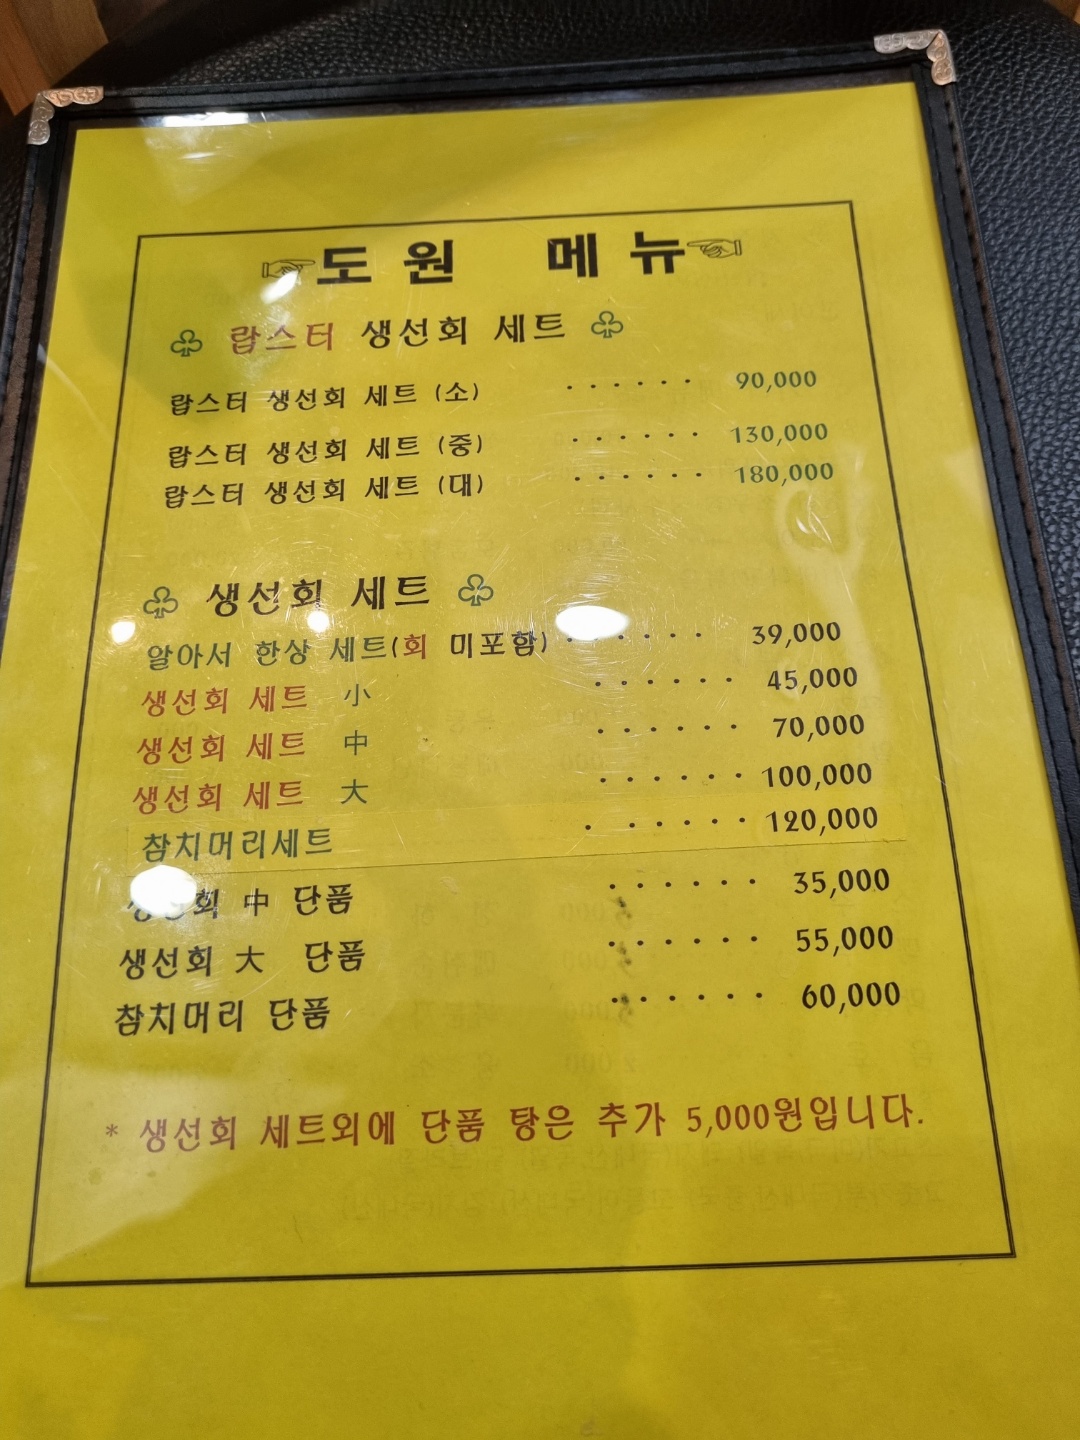 ☞도 원 메 뉴☜
♧ 랍스터 생선회 세트 ♧
랍스터 생선회 세트 (소) · · · · · · 90,000
랍스터 생선회 세트 (중) · · · · · · 130,000
랍스터 생선회 세트 (대) · · · · · · 180,000
♧ 생선회 세트 ♧
알아서 한상 세트(회 미포함) · · · · · · 39,000
생선회 세트 小 · · · · · · 45,000
생선회 세트 中 · · · · · · 70,000
생선회 세트 大 · · · · · · 100,000
참치머리세트 · · · · · · 120,000
생선회 中 단품 · · · · · · 35,000
생선회 大 단품 · · · · · · 55,000
참치머리 단품 · · · · · · 60,000
* 생선회 세트외에 단품 탕은 추가 5,000원입니다.